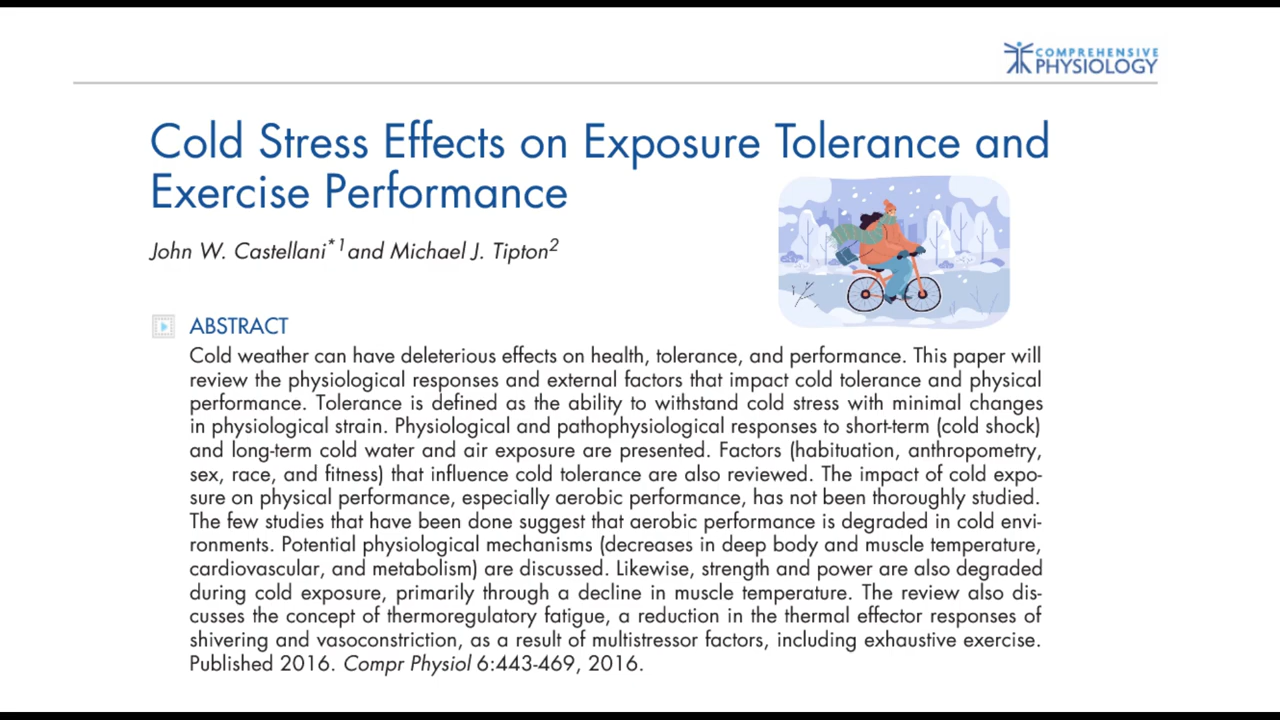 COMPREHENSIVE
PHYSIOLOGY
Cold Stress Effects on Exposure Tolerance and
Exercise Performance
John W. Castellani*1 and Michael J. Tipton2
ABSTRACT
Cold weather can have deleterious effects on health, tolerance, and performance. This paper will
review the physiological responses and external factors that impact cold tolerance and physical
performance. Tolerance is defined as the ability to withstand cold stress with minimal changes
in physiological strain. Physiological and pathophysiological responses to short-term (cold shock)
and long-term cold water and air exposure are presented. Factors (habituation, anthropometry,
sex, race, and fitness) that influence cold tolerance are also reviewed. The impact of cold expo-
sure on physical performance, especially aerobic performance, has not been thoroughly studied.
The few studies that have been done suggest that aerobic performance is degraded in cold envi-
ronments. Potential physiological mechanisms (decreases in deep body and muscle temperature,
cardiovascular, and metabolism) are discussed. Likewise, strength and power are also degraded
during cold exposure, primarily through a decline in muscle temperature. The review also dis-
cusses the concept of thermoregulatory fatigue, a reduction in the thermal effector responses of
shivering and vasoconstriction, as a result of multistressor factors, including exhaustive exercise.
Published 2016. Compr Physiol 6:443-469, 2016.